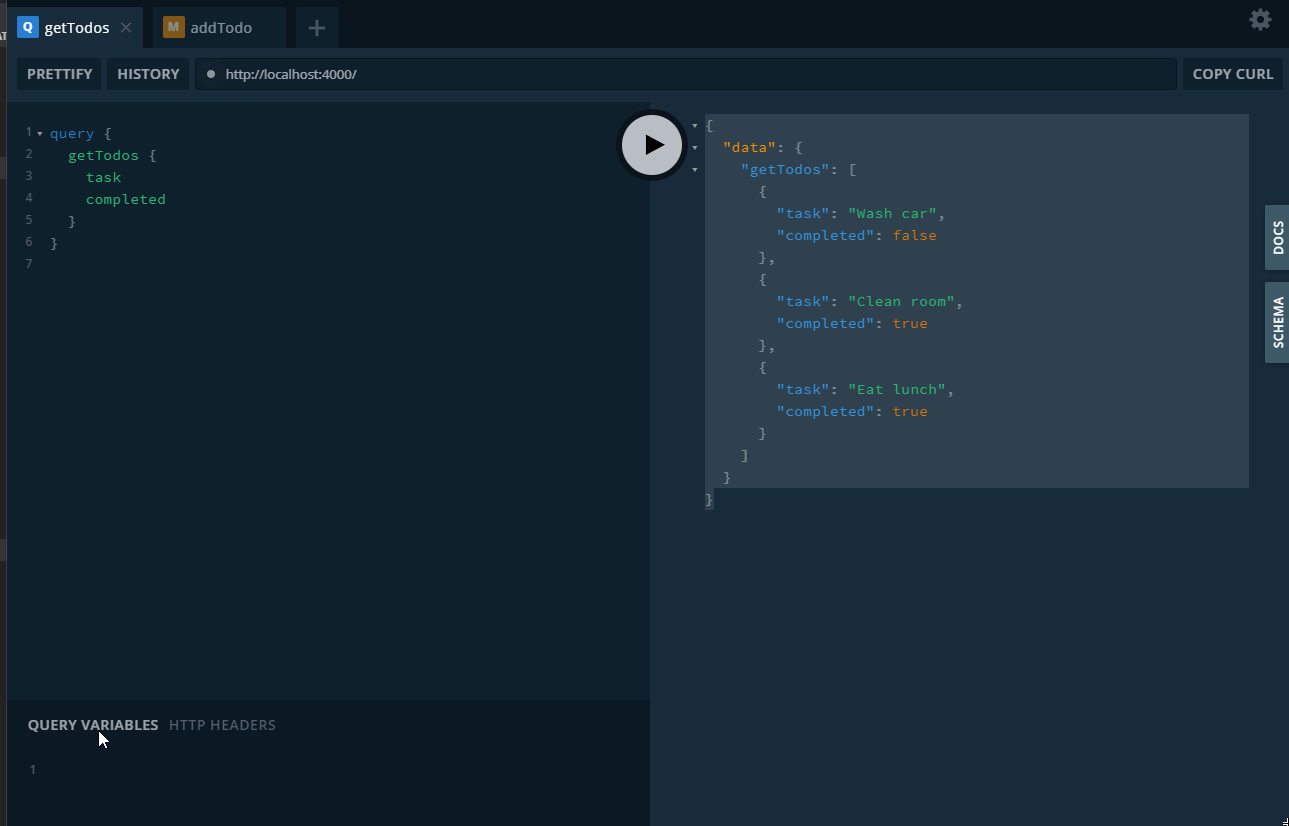 Q getTodos × M addTodo +
PRETTIFY HISTORY http://localhost:4000/ COPY CURL
1 query {
2 getTodos {
3 task
4 completed
5 }
6 }
7
{
"data": {
"getTodos": [
{
"task": "Wash car",
"completed": false
},
{
"task": "Clean room",
"completed": true
},
{
"task": "Eat lunch",
"completed": true
}
]
}
}
DOCS
SCHEMA
QUERY VARIABLES HTTP HEADERS
1